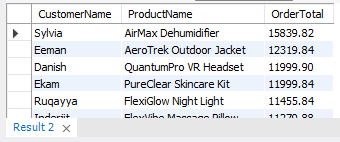 CustomerName ProductName OrderTotal
Sylvia AirMax Dehumidifier 15839.82
Eeman AeroTrek Outdoor Jacket 12319.84
Danish QuantumPro VR Headset 11999.90
Ekam PureClear Skincare Kit 11999.84
Ruqayya FlexiGlow Night Light 11455.84
Inderjit FlexiVibe Massage Pillow 11270.88
Result 2